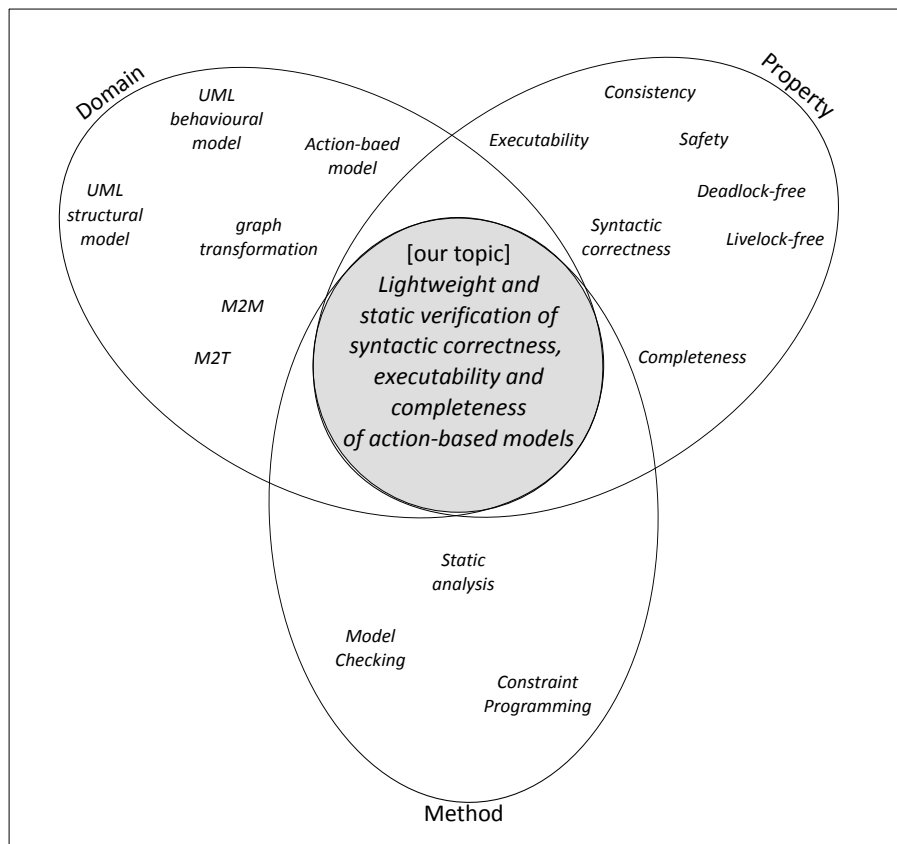 Domain
UML
behavioural
model
Action-baed
model
UML
structural
model
graph
transformation
M2M
M2T
Property
Consistency
Executability
Safety
Deadlock-free
Syntactic
correctness
Livelock-free
Completeness
[our topic]
Lightweight and
static verification of
syntactic correctness,
executability and
completeness
of action-based models
Static
analysis
Model
Checking
Constraint
Programming
Method